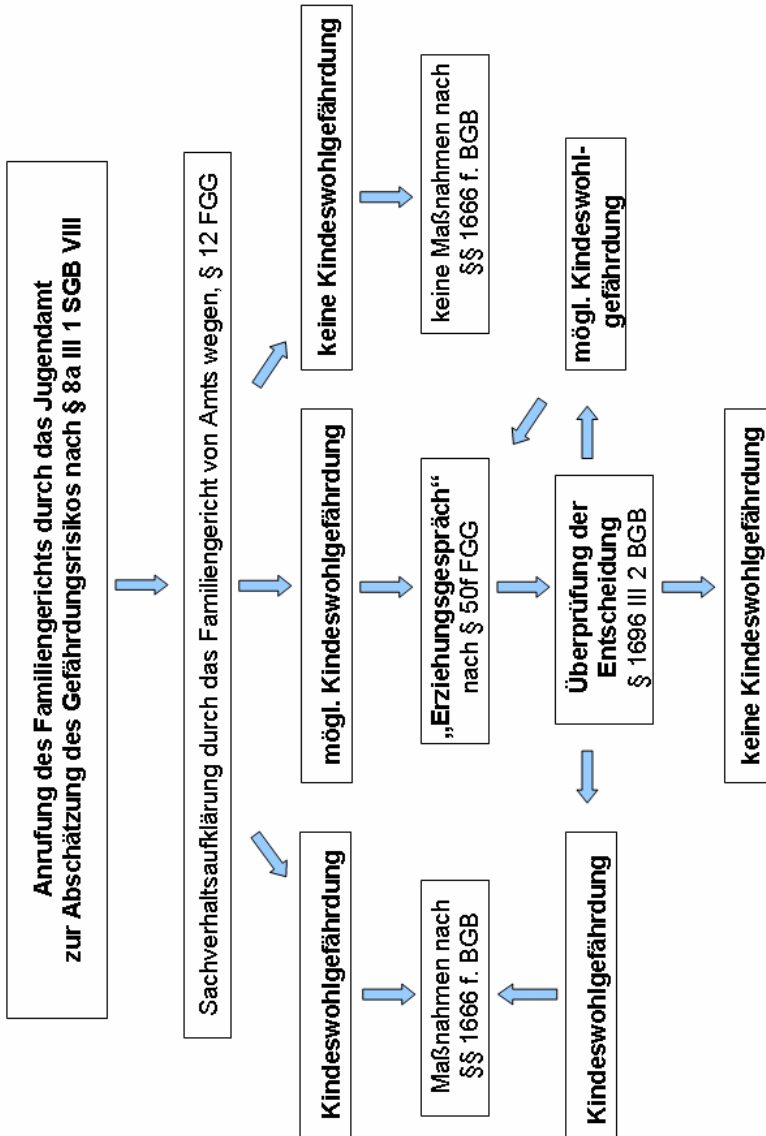 Anrufung des Familiengerichts durch das Jugendamt
zur Abschätzung des Gefährdungsrisikos nach § 8a III 1 SGB VIII
Sachverhaltsaufklärung durch das Familiengericht von Amts wegen, § 12 FGG
Kindeswohlgefährdung
mögl. Kindeswohlgefährdung
keine Kindeswohlgefährdung
Maßnahmen nach
§§ 1666 f. BGB
„Erziehungsgespräch“
nach § 50f FGG
keine Maßnahmen nach
§§ 1666 f. BGB
Kindeswohlgefährdung
Überprüfung der
Entscheidung
§ 1696 III 2 BGB
mögl. Kindeswohl-
gefährdung
keine Kindeswohlgefährdung